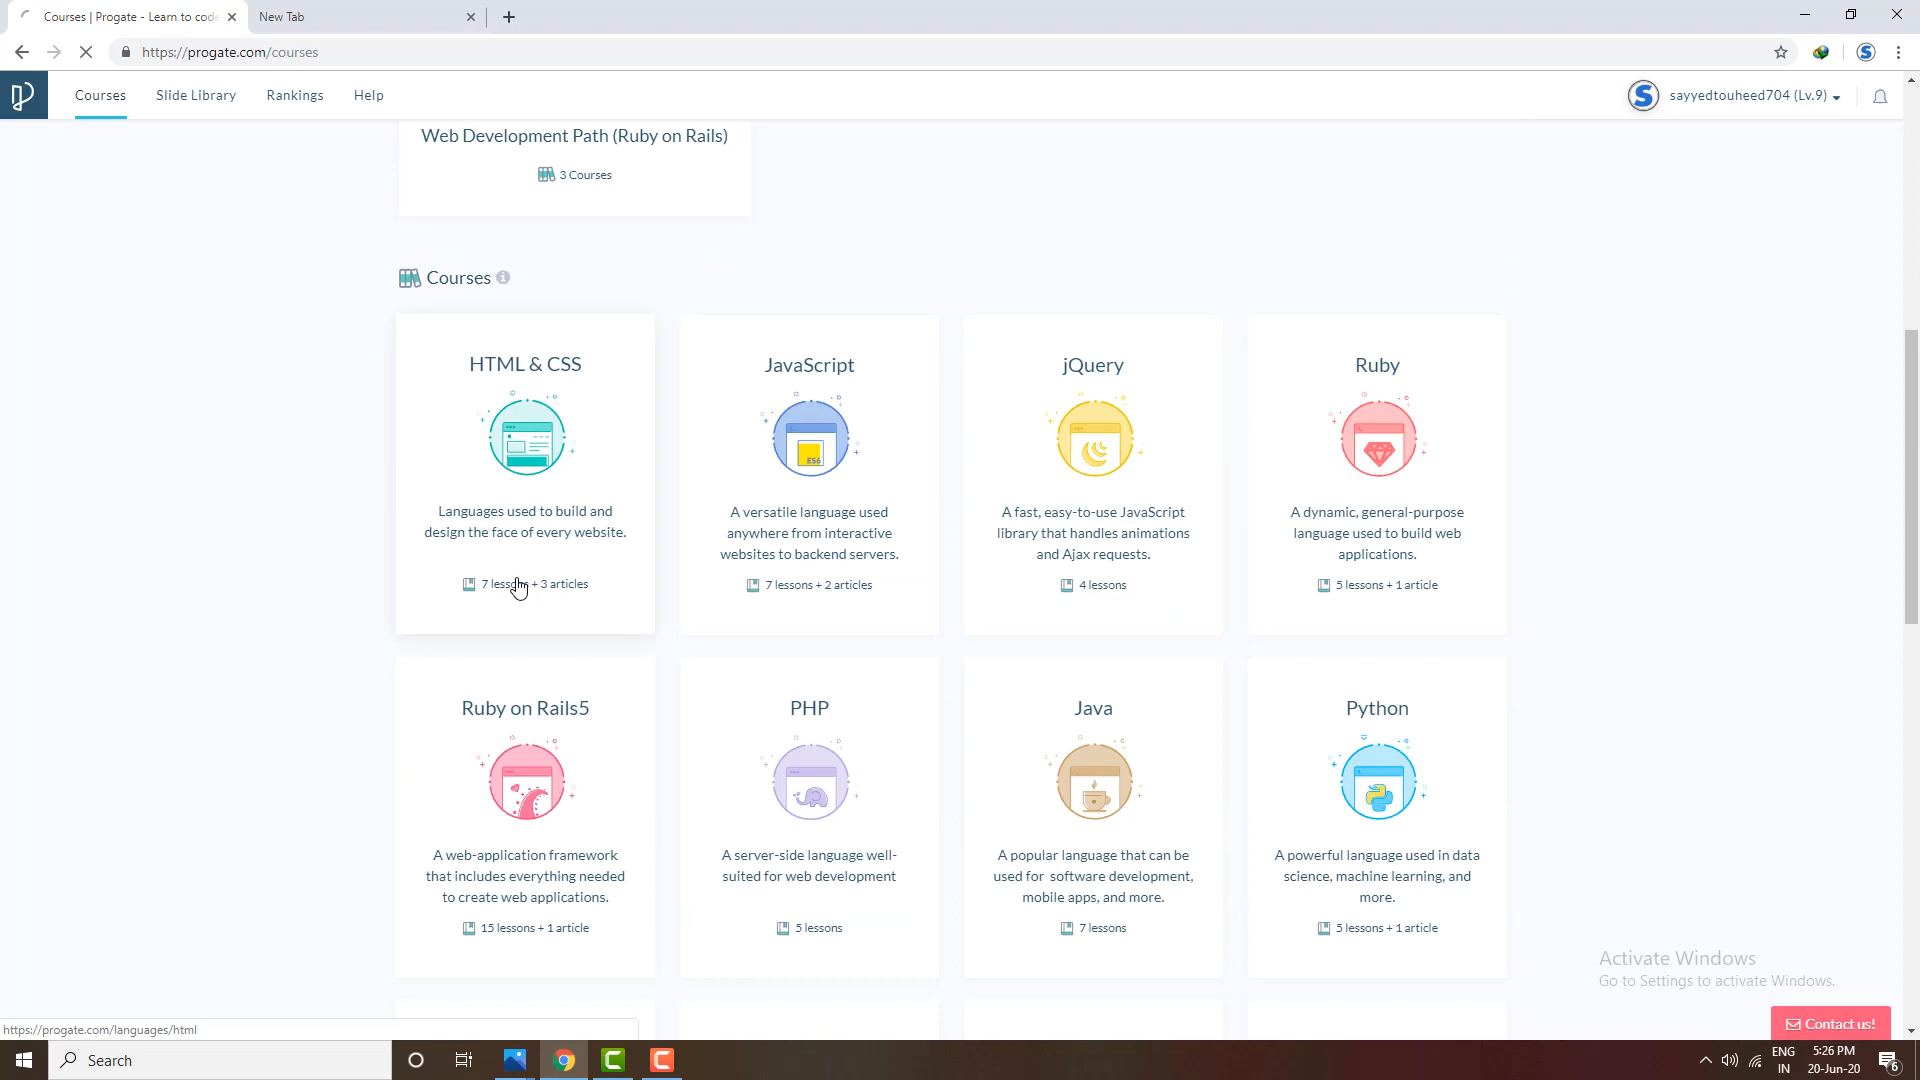 Courses | Progate - Learn to code
New Tab
https://progate.com/courses
Courses
Slide Library
Rankings
Help
sayyedtouheed704 (Lv.9)
Web Development Path (Ruby on Rails)
3 Courses
Courses
HTML & CSS
JavaScript
ES6
jQuery
Ruby
Languages used to build and
design the face of every website.
7 lessons + 3 articles
A versatile language used
anywhere from interactive
websites to backend servers.
7 lessons + 2 articles
A fast, easy-to-use JavaScript
library that handles animations
and Ajax requests.
4 lessons
A dynamic, general-purpose
language used to build web
applications.
5 lessons + 1 article
Ruby on Rails5
PHP
Java
Python
A web-application framework
that includes everything needed
to create web applications.
15 lessons + 1 article
A server-side language well-
suited for web development
5 lessons
A popular language that can be
used for software development,
mobile apps, and more.
7 lessons
A powerful language used in data
science, machine learning, and
more.
5 lessons + 1 article
Activate Windows
Go to Settings to activate Windows.
Contact us!
https://progate.com/languages/html
Search
ENG
IN
5:26 PM
20-Jun-20
6